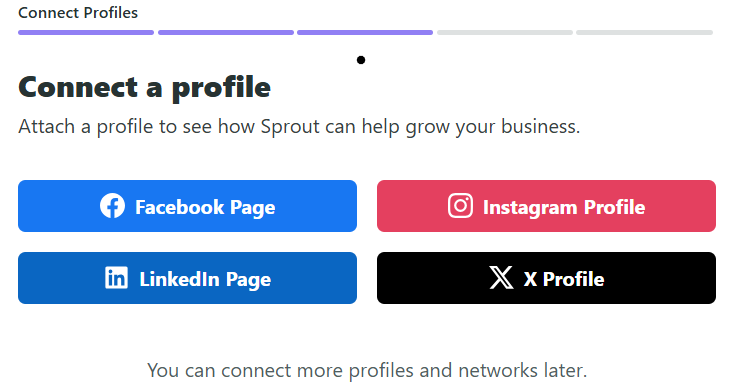 Connect Profiles
Connect a profile
Attach a profile to see how Sprout can help grow your business.
Facebook Page
Instagram Profile
LinkedIn Page
X Profile
You can connect more profiles and networks later.